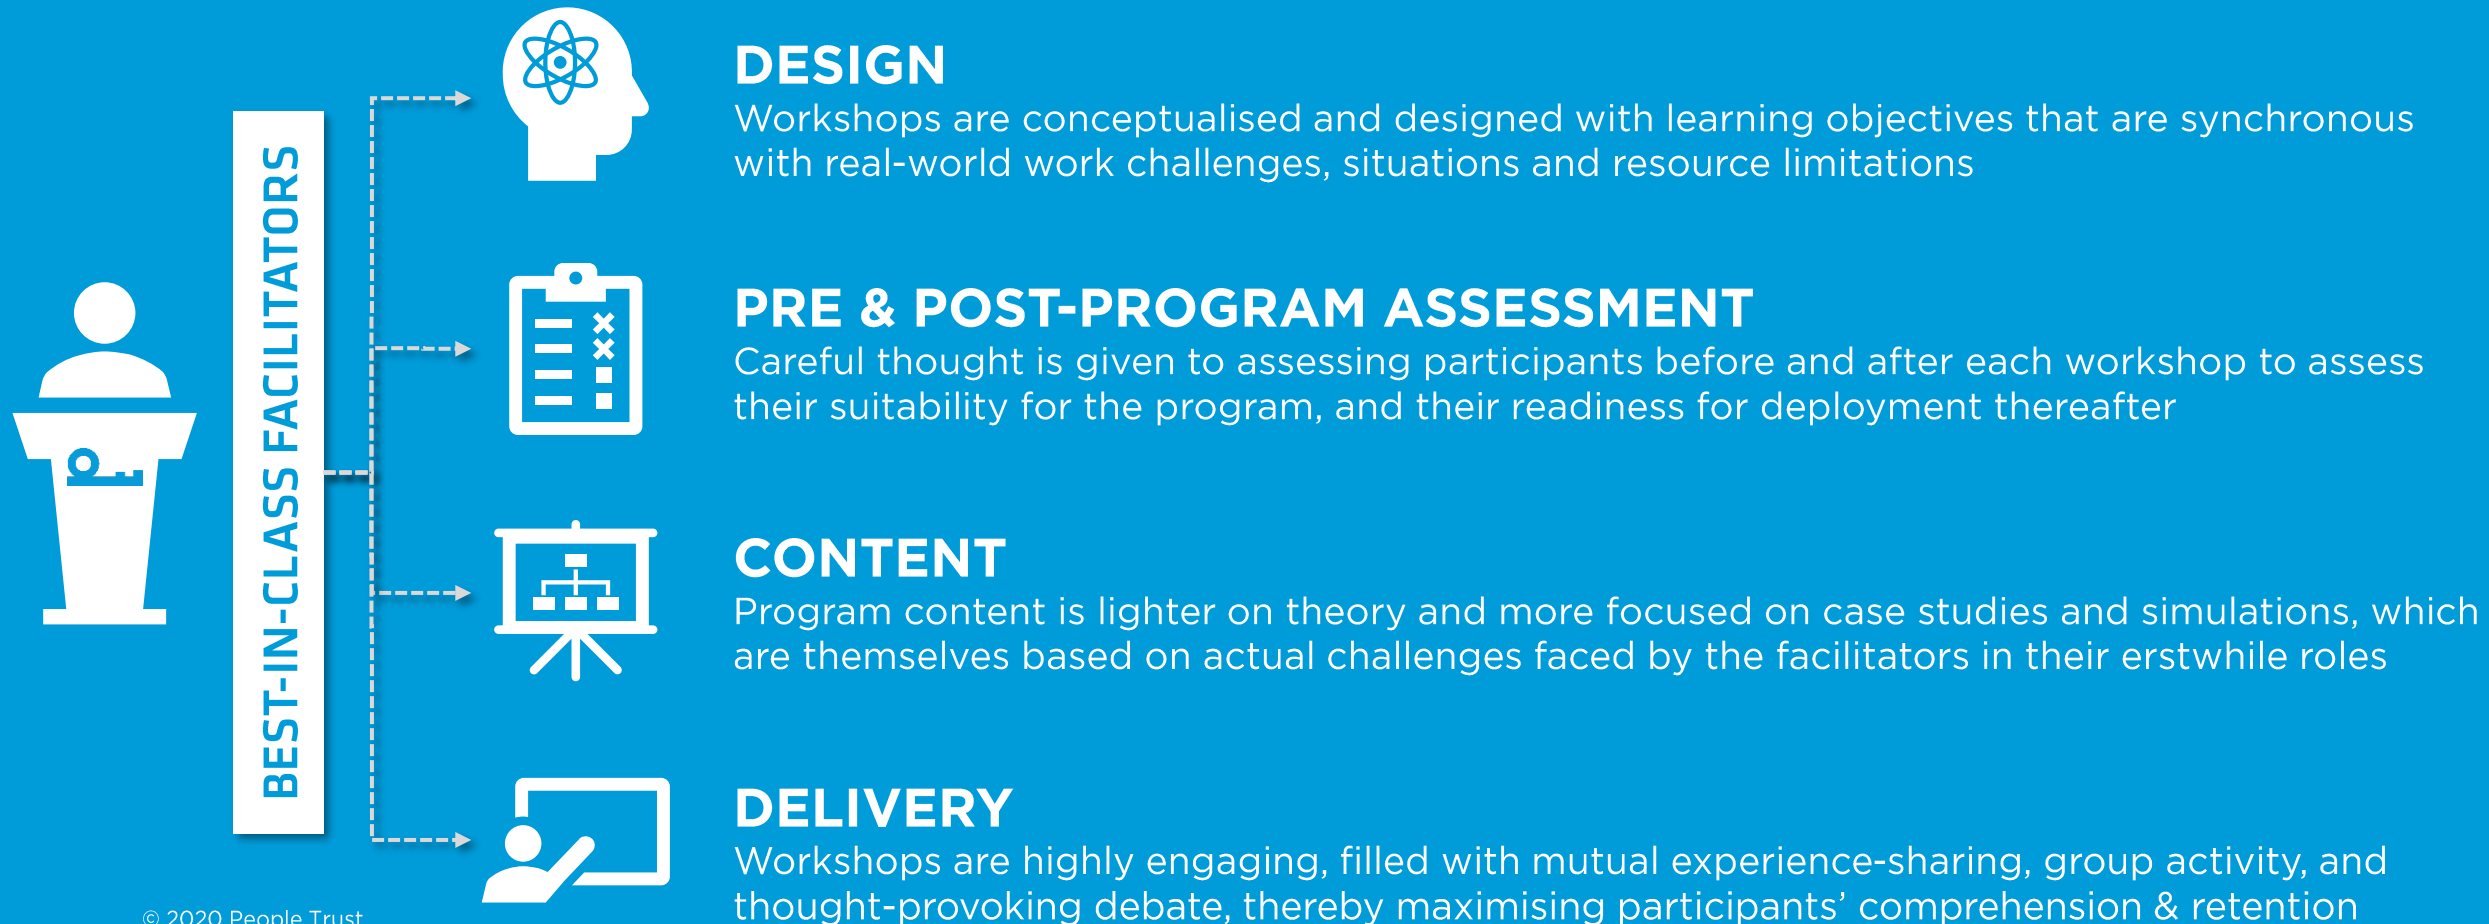 BEST-IN-CLASS FACILITATORS
DESIGN
Workshops are conceptualised and designed with learning objectives that are synchronous
with real-world work challenges, situations and resource limitations
PRE & POST-PROGRAM ASSESSMENT
Careful thought is given to assessing participants before and after each workshop to assess
their suitability for the program, and their readiness for deployment thereafter
CONTENT
Program content is lighter on theory and more focused on case studies and simulations, which
are themselves based on actual challenges faced by the facilitators in their erstwhile roles
DELIVERY
Workshops are highly engaging, filled with mutual experience-sharing, group activity, and
thought-provoking debate, thereby maximising participants’ comprehension & retention
© 2020 People Trust